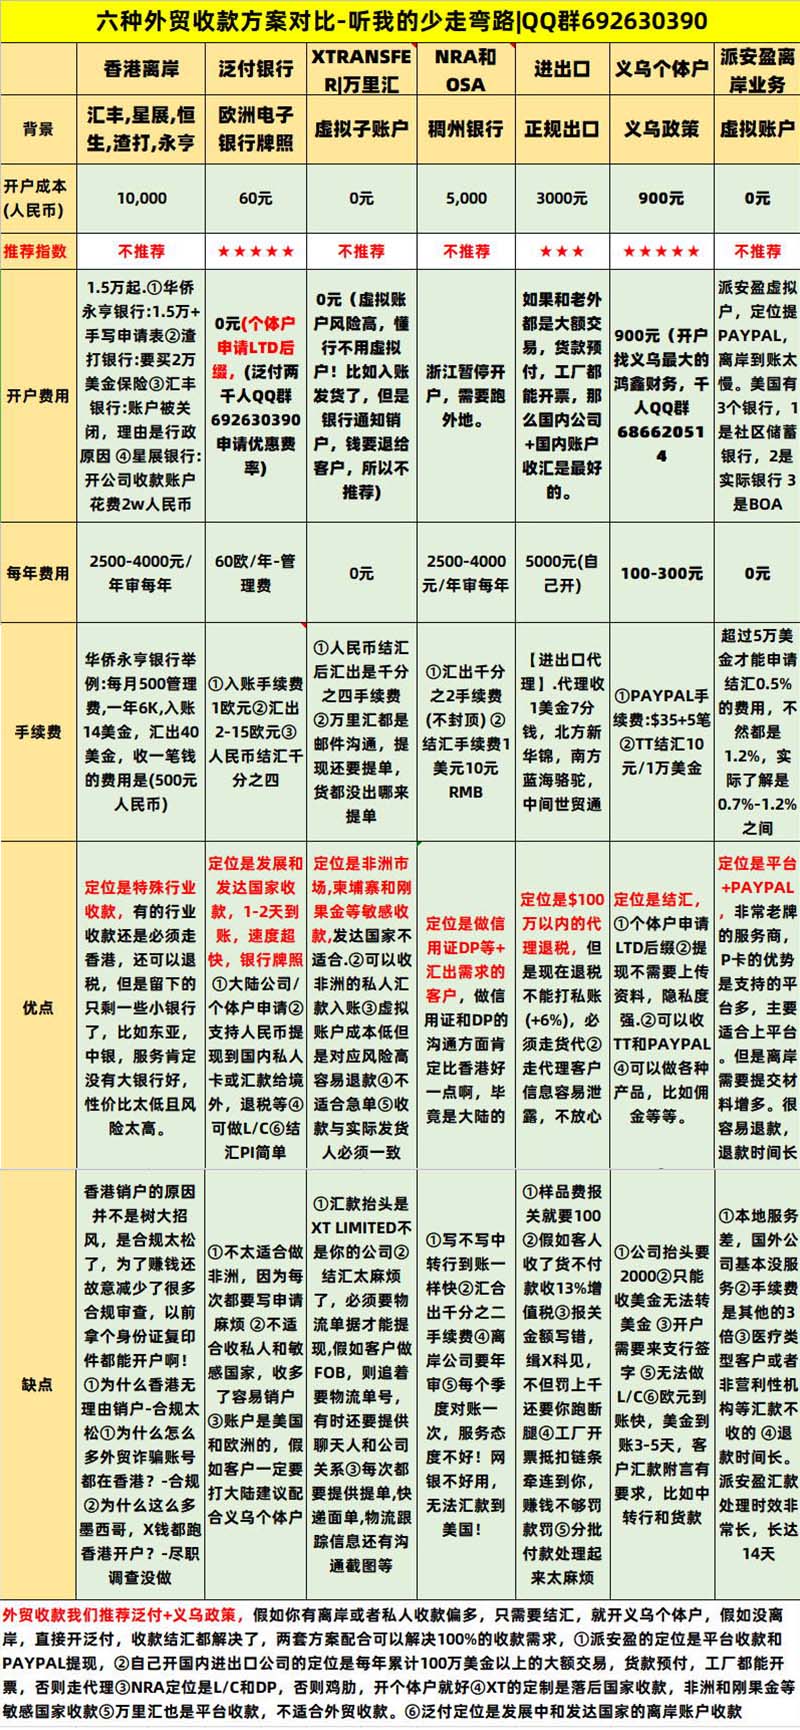 六种外贸收款方案对比-听我的少走弯路|QQ群692630390
香港离岸
泛付银行
XTRANSFE
R|万里汇
NRA和
OSA
进出口
义乌个体户
派安盈离
岸业务
背景
汇丰,星展,恒
生,渣打,永亨
欧洲电子
银行牌照
虚拟子账户
稠州银行
正规出口
义乌政策
虚拟账户
开户成本
(人民币)
10,000
60元
0元
5,000
3000元
900元
0元
推荐指数
不推荐
★★★★★
不推荐
不推荐
★★★
★★★★★
不推荐
开户费用
1.5万起.①华侨
永亨银行:1.5万+
手写申请表②渣
打银行:要买2万
美金保险③汇丰
银行:账户被关
闭，理由是行政
原因 ④星展银行:
开公司收款账户
花费2w人民币
0元(个体户
申请LTD后
缀，(泛付两
千人QQ群
692630390
申请优惠费
率)
0元（虚拟账
户风险高，懂
行不用虚拟
户！比如入账
发货了，但是
银行通知销
户，钱要退给
客户，所以不
推荐)
浙江暂停开
户，需要跑
外地。
如果和老外
都是大额交
易，货款预
付，工厂都
能开票，那
么国内公司
+国内账户
收汇是最好
的。
900元（开户
找义乌最大的
鸿鑫财务，千
人QQ群
68662051
4
派安盈虚拟
户，定位提
PAYPAL，
离岸到账太
慢。美国有
3个银行，1
是社区储蓄
银行，2是
实际银行 3
是BOA
每年费用
2500-4000元/
年审每年
60欧/年-管
理费
0元
2500-4000
元/年审每年
5000元(自
己开)
100-300元
0元
手续费
华侨永亨银行举
例:每月500管理
费,一年6K,入账
14美金，汇出40
美金，收一笔钱
的费用是(500元
人民币)
①入账手续费
1欧元②汇出
2-15欧元③
人民币结汇千
分之四
①人民币结汇
后汇出是千分
之四手续费
②万里汇都是
邮件沟通，提
现还要提单，
货都没出哪来
提单
①汇出千分
之2手续费
(不封顶) ②
结汇手续费1
美元10元
RMB
【进出口代
理】.代理收
1美金7分
钱，北方新
华锦，南方
蓝海骆驼，
中间世贸通
①PAYPAL手
续费:$35+5笔
②TT结汇10
元/1万美金
超过5万美
金才能申请
结汇0.5%
的费用，不
然都是
1.2%，实
际了解是
0.7%-1.2%
之间
优点
定位是特殊行业
收款，有的行业
收款还是必须走
香港，还可以退
税，但是留下的
只剩一些小银行
了，比如东亚，
中银，服务肯定
没有大银行好，
性价比太低且风
险太高。
定位是发展和
发达国家收
款，1-2天到
账，速度超
快，银行牌照
①大陆公司/
个体户申请②
支持人民币提
现到国内私人
卡或汇款给境
外，退税等④
可做L/C⑥结
汇PI简单
定位是非洲市
场,柬埔寨和刚
果金等敏感收
款,发达国家不
适合.②可以收
非洲的私人汇
款入账③虚拟
账户成本低但
是对应风险高
容易退款④不
适合急单⑤收
款与实际发货
人必须一致
定位是做信
用证DP等+
汇出需求的
客户，做信
用证和DP的
沟通方面肯
定比香港好
一点啊，毕
竟是大陆的
定位是$100
万以内的代
理退税，但
是现在退税
不能打私账
(+6%)，必
须走货代②
走代理客户
信息容易泄
露，不放心
定位是结汇，
①个体户申请
LTD后缀②提
现不需要上传
资料，隐私度
强.②可以收
TT和PAYPAL
④可以做各种
产品，比如佣
金等等。
定位是平台
+PAYPAL
，非常老牌
的服务商，
P卡的优势
是支持的平
台多，主要
适合上平台
。但是离岸
需要提交材
料增多。很
容易退款，
退款时间长
缺点
香港销户的原因
并不是树大招
风，是合规太松
了，为了赚钱还
故意减少了很多
合规审查，以前
拿个身份证复印
件都能开户啊！
①为什么香港无
理由销户-合规太
松①为什么怎么
多外贸诈骗账号
都在香港？-合规
②为什么这么多
墨西哥，X钱都跑
香港开户？-尽职
调查没做
①不太适合做
非洲，因为每
次都要写申请
麻烦 ②不适
合收私人和敏
感国家，收多
了容易销户
③账户是美国
和欧洲的，假
如客户一定要
打大陆建议配
合义乌个体户
①汇款抬头是
XT LIMITED不
是你的公司②
结汇太麻烦
了，必须要物
流单据才能提
现,假如客户做
FOB，则追着
要物流单号，
有时还要提供
聊天人和公司
关系③每次都
要提供提单,快
递面单,物流跟
踪信息还有沟
通截图等
①写不写中
转行到账一
样快②汇合
出千分之二
手续费④离
岸公司要年
审⑤每个季
度对账一
次，服务态
度不好！网
银不好用，
无法汇款到
美国！
①样品费报
关就要100
②假如客人
收了货不付
款收13%增
值税③报关
金额写错，
缉X科见，
不但罚上千
还要你跑断
腿④工厂开
票抵扣链条
牵连到你，
赚钱不够罚
款罚⑤分批
付款处理起
来太麻烦
①公司抬头要
2000②只能
收美金无法转
美金 ③开户
需要来支行签
字 ⑤无法做
L/C⑥欧元到
账快，美金到
账3-5天，客
户汇款附言有
要求，比如中
转行和货款
①本地服务
差，国外公
司基本没服
务②手续费
是其他的3
倍③医疗类
型客户或者
非营利性机
构等汇款不
收的 ④退
款时间长。
派安盈汇款
处理时效非
常长，长达
14天
外贸收款我们推荐泛付+义乌政策，假如你有离岸或者私人收款偏多，只需要结汇，就开义乌个体户，假如没离
岸，直接开泛付，收款结汇都解决了，两套方案配合可以解决100%的收款需求，①派安盈的定位是平台收款和
PAYPAL提现，②自己开国内进出口公司的定位是每年累计100万美金以上的大额交易，货款预付，工厂都能开
票，否则走代理③NRA定位是L/C和DP，否则鸡肋，开个体户就好④XT的定制是落后国家收款，非洲和刚果金等
敏感国家收款⑤万里汇也是平台收款，不适合外贸收款。⑥泛付定位是发展中和发达国家的离岸账户收款